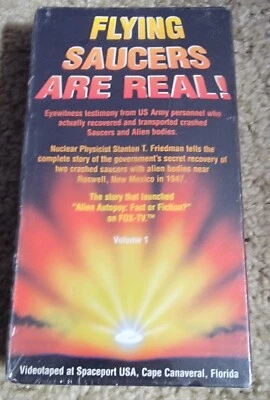 FLYING
SAUCERS
ARE REAL!
Eyewitness testimony from US Army personnel who
actually recovered and transported crashed
Saucers and Alien bodies.
Nuclear Physicist Stanton T. Friedman tells the
complete story of the government's secret recovery of
two crashed saucers with alien bodies near
Roswell, New Mexico in 1947.
The story that launched
"Alien Autopsy: Fact or Fiction?"
on FOX-TV.™
Volume 1
Videotaped at Spaceport USA, Cape Canaveral, Florida